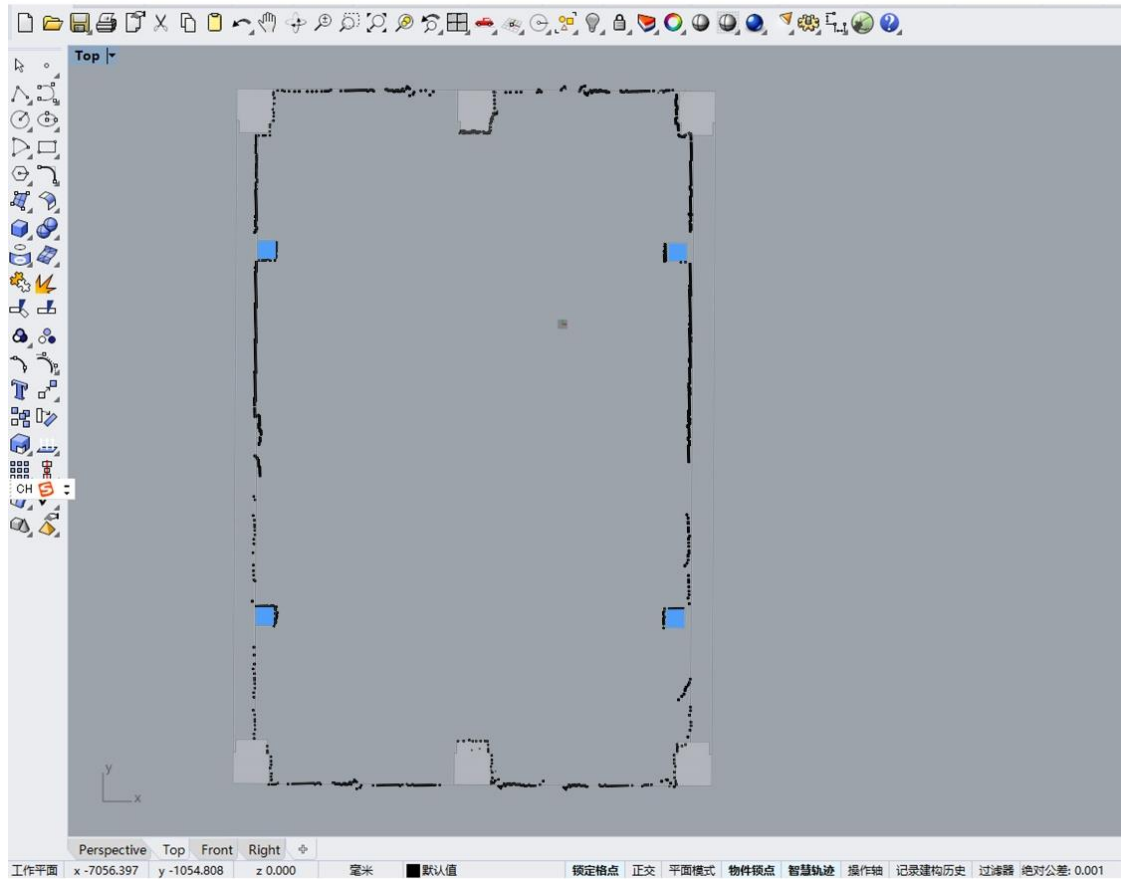 Top
T
CH S
y
x
Perspective Top Front Right
工作平面 x -7056.397 y -1054.808 z 0.000 毫米 默认值 锁定格点 正交 平面模式 物件锁点 智慧轨迹 操作轴 记录建构历史 过滤器 绝对公差: 0.001